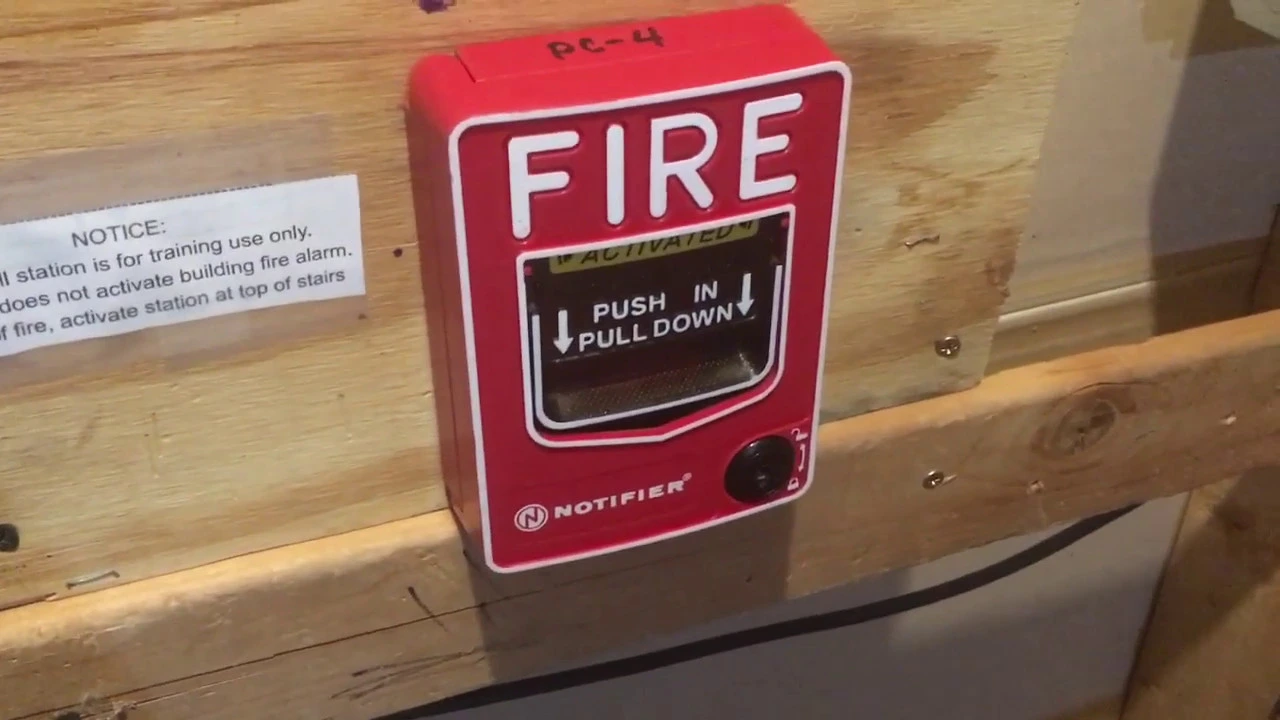 PC-4
FIRE
ACTIVATED
PUSH IN
PULL DOWN
N NOTIFIER®
NOTICE:
station is for training use only.
does not activate building fire alarm.
fire, activate station at top of stairs